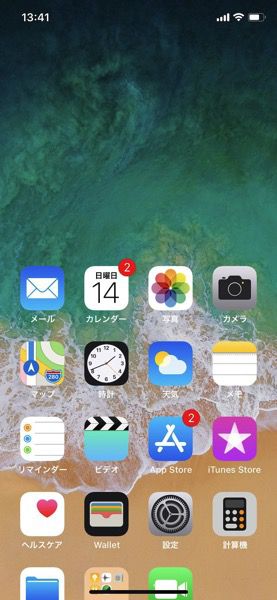 13:41
日曜日
14
2
メール
カレンダー
写真
カメラ
280
マップ
時計
天気
メモ
2
リマインダー
ビデオ
App Store
iTunes Store
ヘルスケア
Wallet
設定
計算機